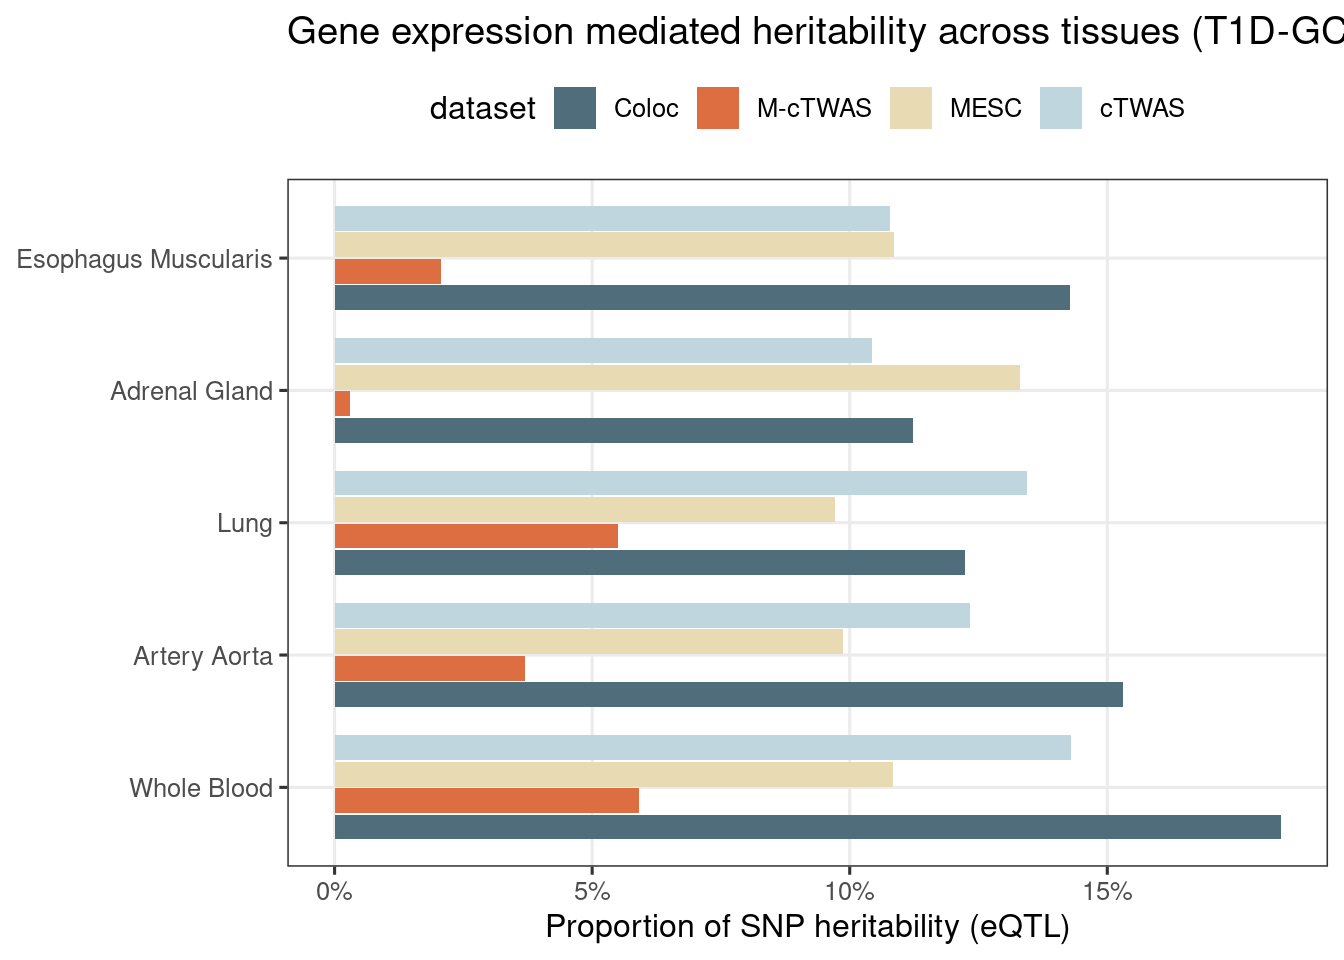 Gene expression mediated heritability across tissues (T1D-GC
dataset Coloc M-cTWAS MESC cTWAS
Esophagus Muscularis
Adrenal Gland
Lung
Artery Aorta
Whole Blood
0% 5% 10% 15%
Proportion of SNP heritability (eQTL)